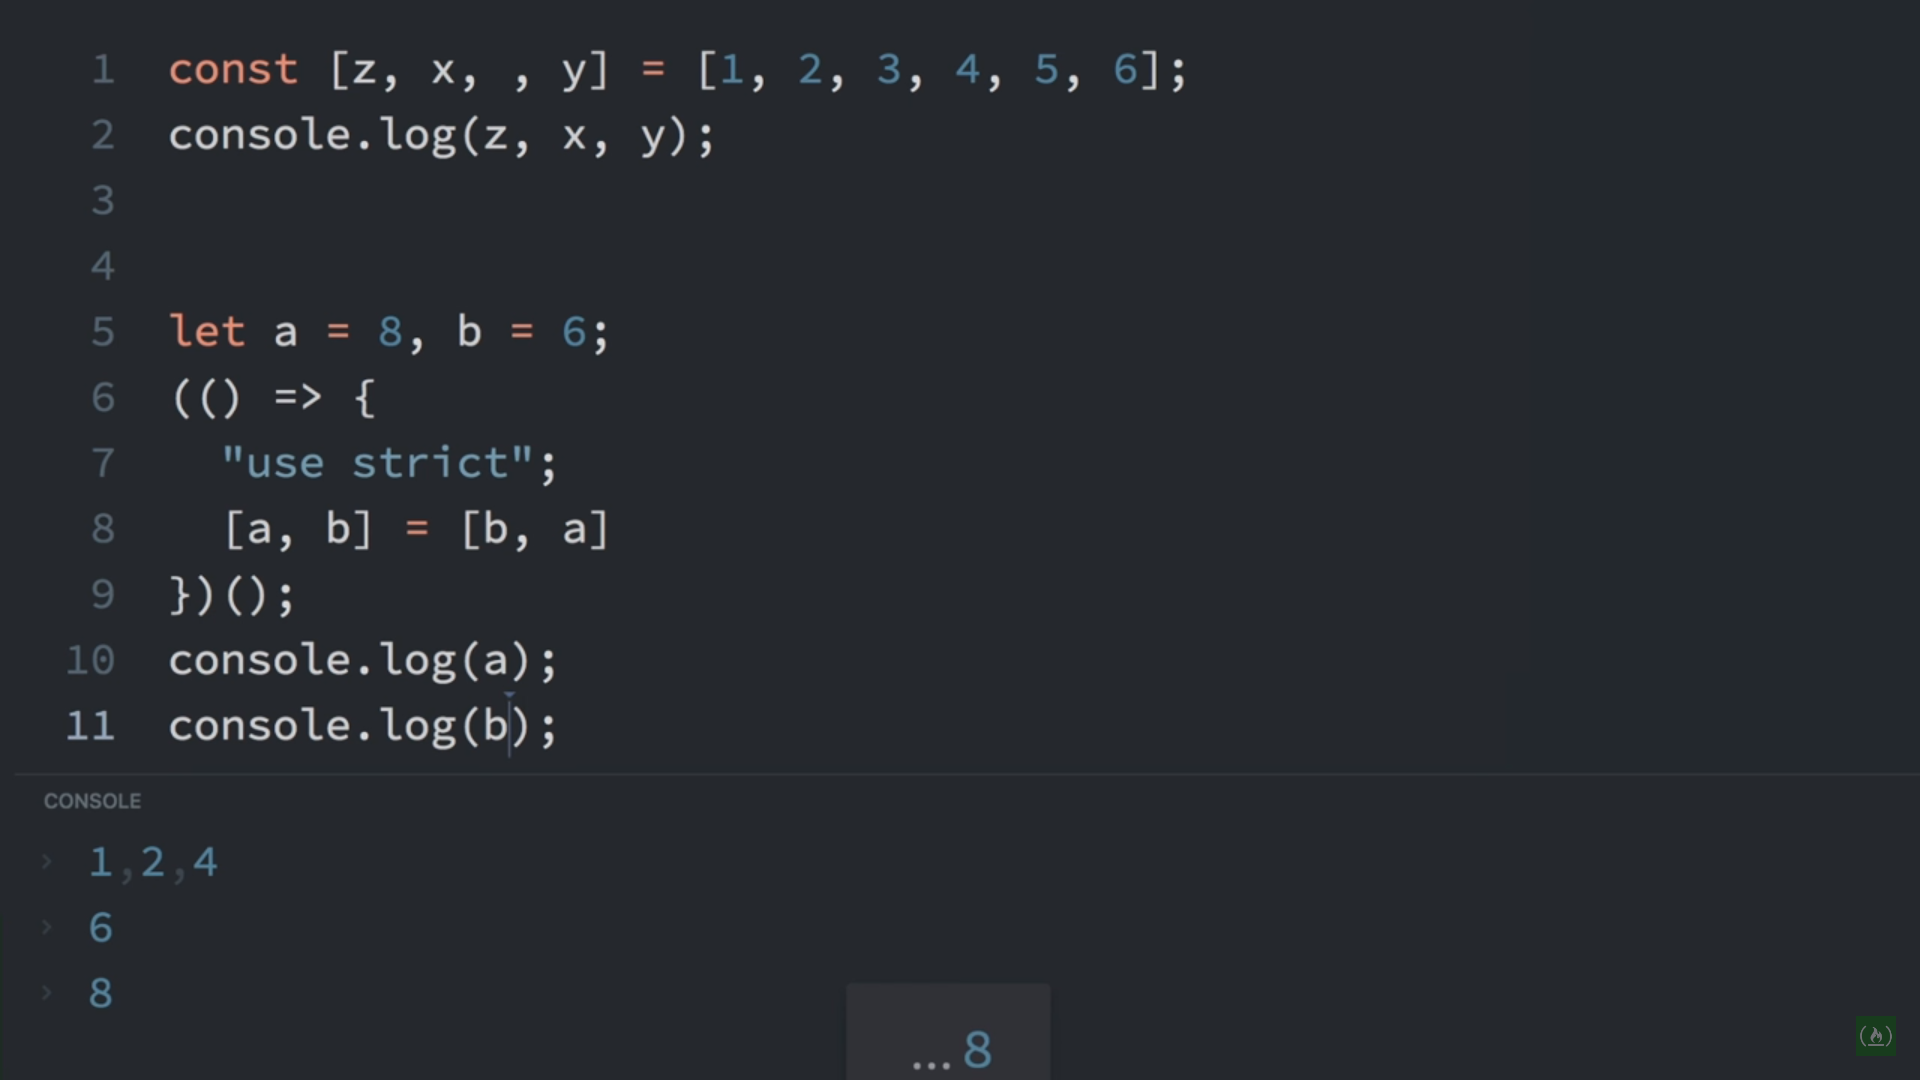 1 const [z, x, , y] = [1, 2, 3, 4, 5, 6];
2 console.log(z, x, y);
3
4
5 let a = 8, b = 6;
6 (() => {
7   "use strict";
8   [a, b] = [b, a]
9 })();
10 console.log(a);
11 console.log(b);
CONSOLE
› 1,2,4
› 6
› 8
...8